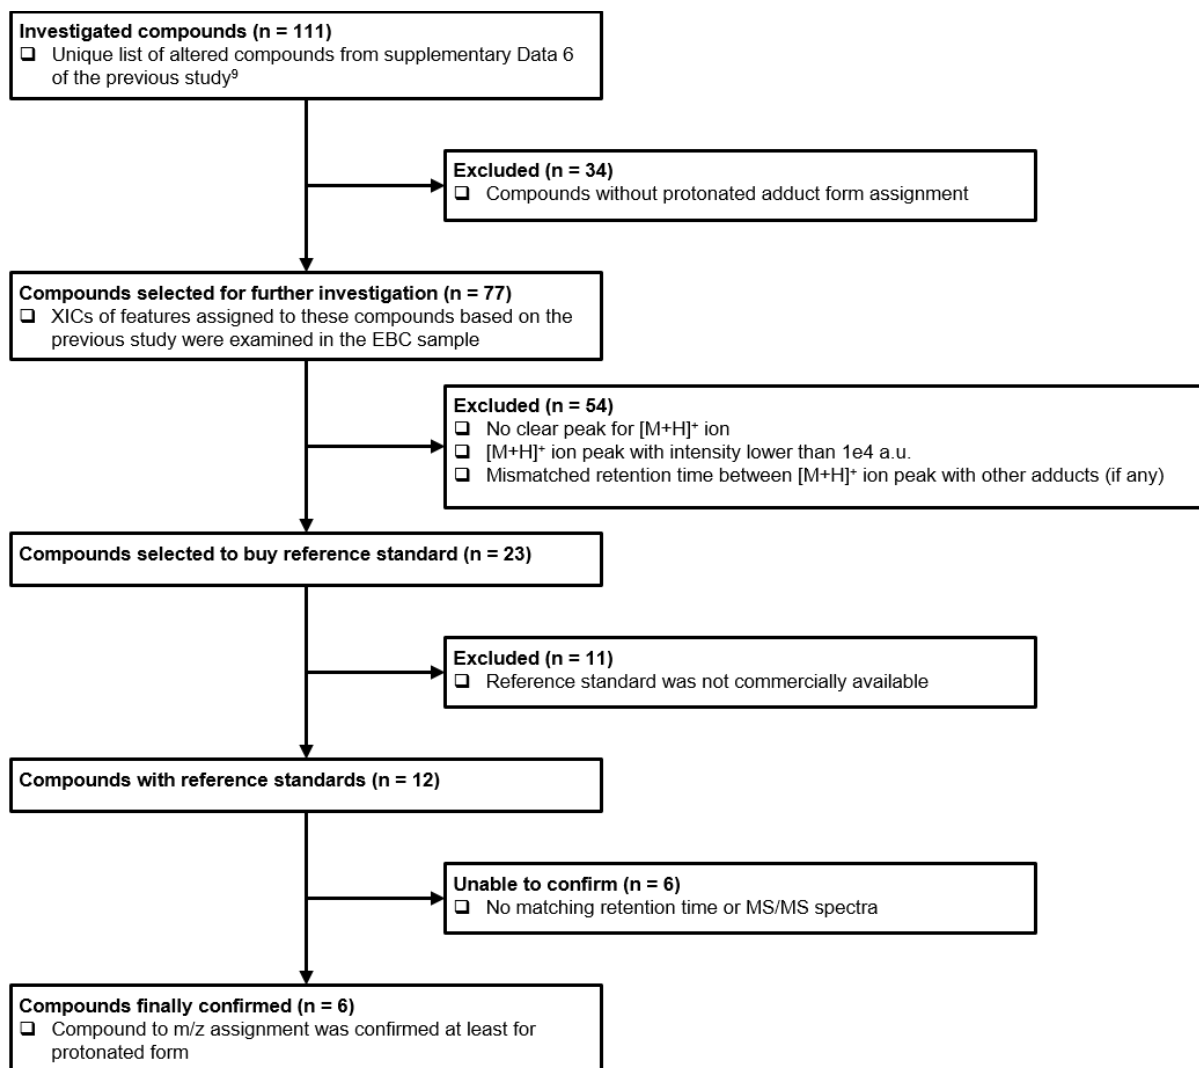 Investigated compounds (n = 111)
❑ Unique list of altered compounds from supplementary Data 6
of the previous study⁹
Excluded (n = 34)
❑ Compounds without protonated adduct form assignment
Compounds selected for further investigation (n = 77)
❑ XICs of features assigned to these compounds based on the
previous study were examined in the EBC sample
Excluded (n = 54)
❑ No clear peak for [M+H]⁺ ion
❑ [M+H]⁺ ion peak with intensity lower than 1e4 a.u.
❑ Mismatched retention time between [M+H]⁺ ion peak with other adducts (if any)
Compounds selected to buy reference standard (n = 23)
Excluded (n = 11)
❑ Reference standard was not commercially available
Compounds with reference standards (n = 12)
Unable to confirm (n = 6)
❑ No matching retention time or MS/MS spectra
Compounds finally confirmed (n = 6)
❑ Compound to m/z assignment was confirmed at least for
protonated form